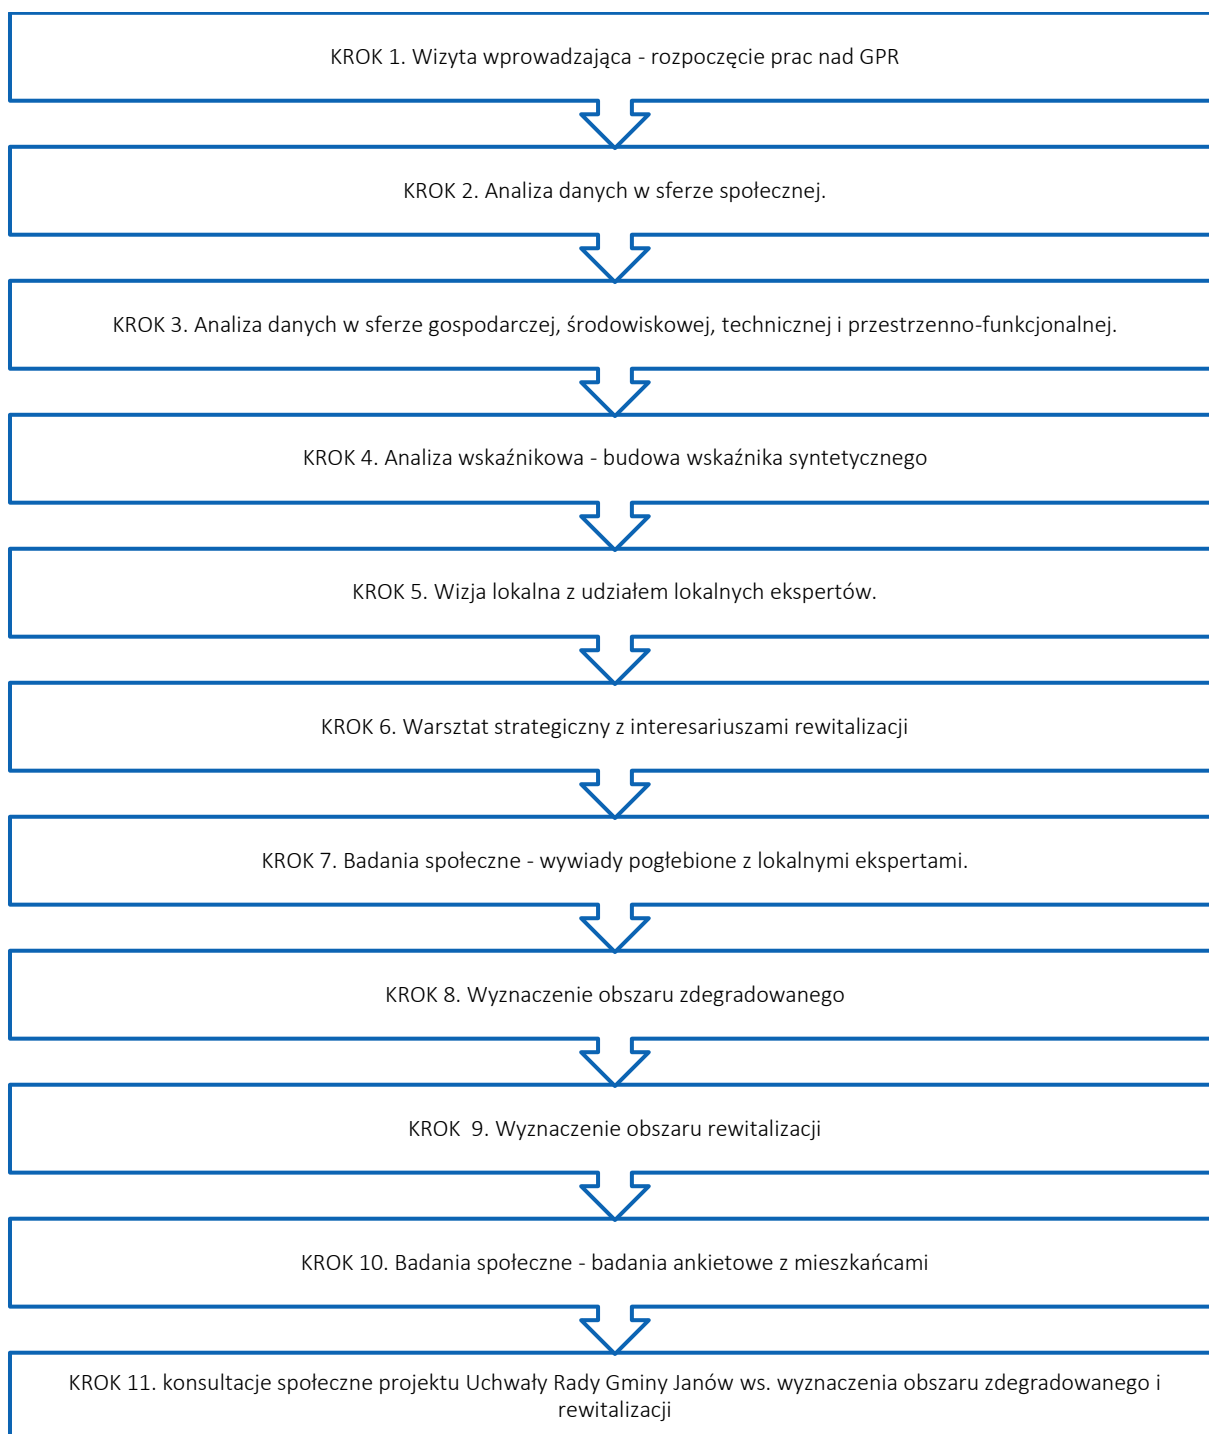 KROK 1. Wizyta wprowadzająca - rozpoczęcie prac nad GPR
KROK 2. Analiza danych w sferze społecznej.
KROK 3. Analiza danych w sferze gospodarczej, środowiskowej, technicznej i przestrzenno-funkcjonalnej.
KROK 4. Analiza wskaźnikowa - budowa wskaźnika syntetycznego
KROK 5. Wizja lokalna z udziałem lokalnych ekspertów.
KROK 6. Warsztat strategiczny z interesariuszami rewitalizacji
KROK 7. Badania społeczne - wywiady pogłebione z lokalnymi ekspertami.
KROK 8. Wyznaczenie obszaru zdegradowanego
KROK  9. Wyznaczenie obszaru rewitalizacji
KROK 10. Badania społeczne - badania ankietowe z mieszkańcami
KROK 11. konsultacje społeczne projektu Uchwały Rady Gminy Janów ws. wyznaczenia obszaru zdegradowanego i
rewitalizacji